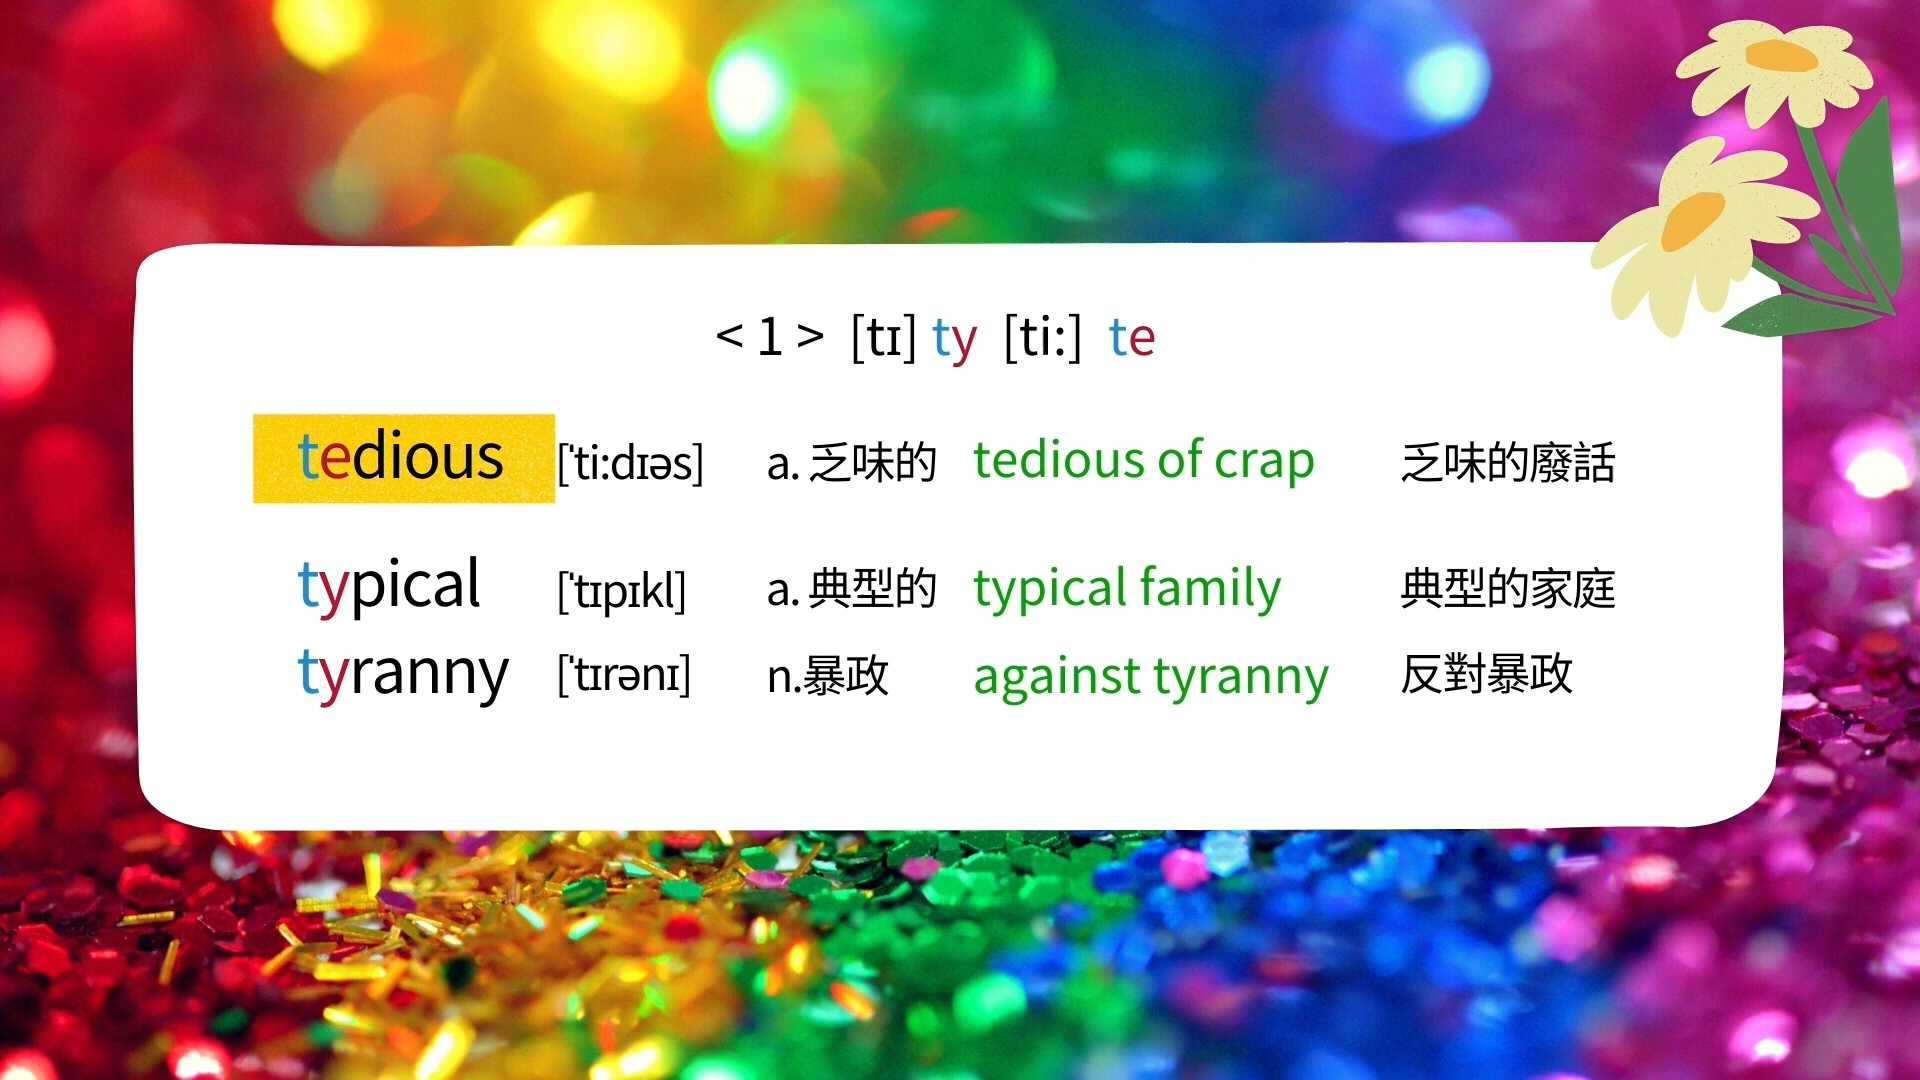 < 1 > [tɪ] ty [ti:] te
tedious ['ti:dɪəs] a. 乏味的 tedious of crap 乏味的廢話
typical ['tɪpɪkl] a. 典型的 typical family 典型的家庭
tyranny ['tɪrənɪ] n.暴政 against tyranny 反對暴政